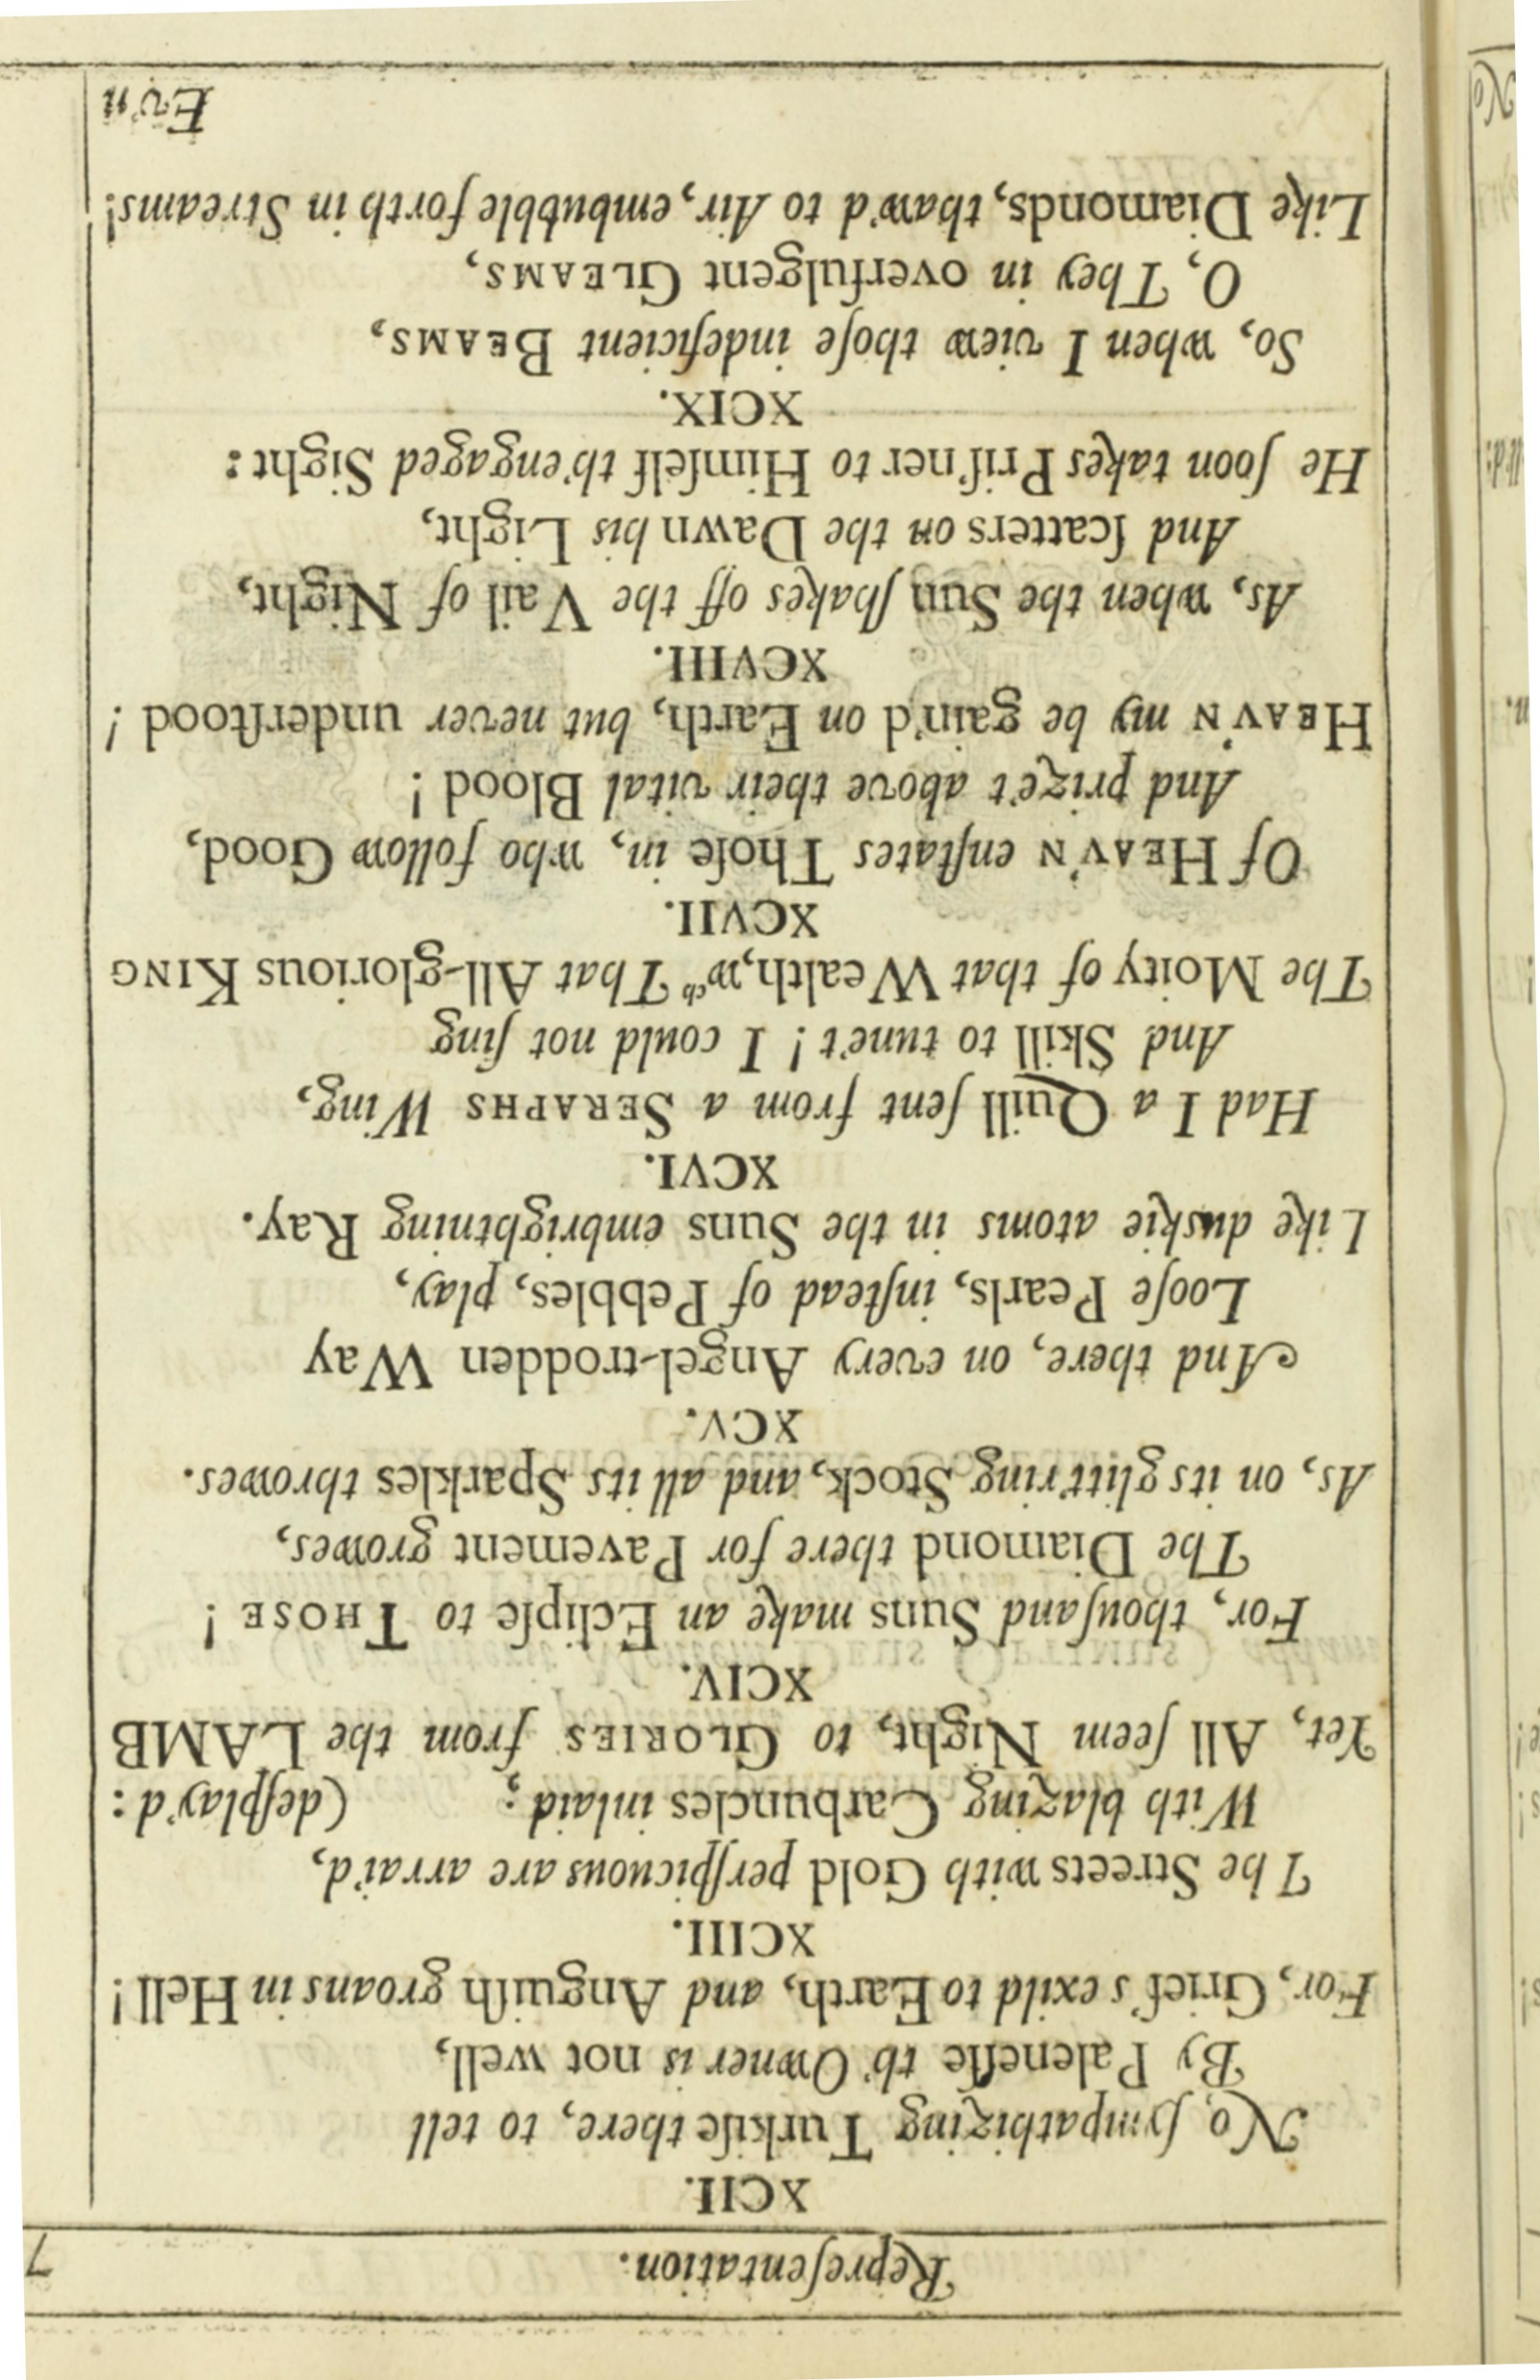 Repreſentation. 7
XCII.
No ſympathizing Turkiſe there, to tell
By Paleneſſe th' Owner is not well,
For, Grief's exild to Earth, and Anguiſh groans in Hell!
XCIII.
The Streets with Gold perſpicuous are arrai'd,
With blazing Carbuncles inlaid; (deſplay'd:
Yet, All ſeem Night, to GLORIES from the LAMB
XCIV.
For, thouſand Suns make an Eclipſe to THOSE!
The Diamond there for Pavement growes,
As, on its glitt'ring Stock, and all its Sparkles throwes.
XCV.
And there, on every Angel-trodden Way
Looſe Pearls, inſtead of Pebbles, play,
Like duskie atoms in the Suns embrightning Ray.
XCVI.
Had I a Quill ſent from a SERAPHS Wing,
And Skill to tune't! I could not ſing
The Moity of that Wealth, wᶜʰ That All-glorious KING
XCVII.
Of HEAV'N enſtates Thoſe in, who follow Good,
And prize't above their vital Blood!
HEAV'N my be gain'd on Earth, but never underſtood!
XCVIII.
As, when the Sun ſhakes off the Vail of Night,
And ſcatters on the Dawn his Light,
He ſoon takes Priſ'ner to Himſelf th'engaged Sight:
XCIX.
So, when I view thoſe indeficient BEAMS,
O, They in overfulgent GLEAMS,
Like Diamonds, thaw'd to Air, embubble forth in Streams!
Ev'n